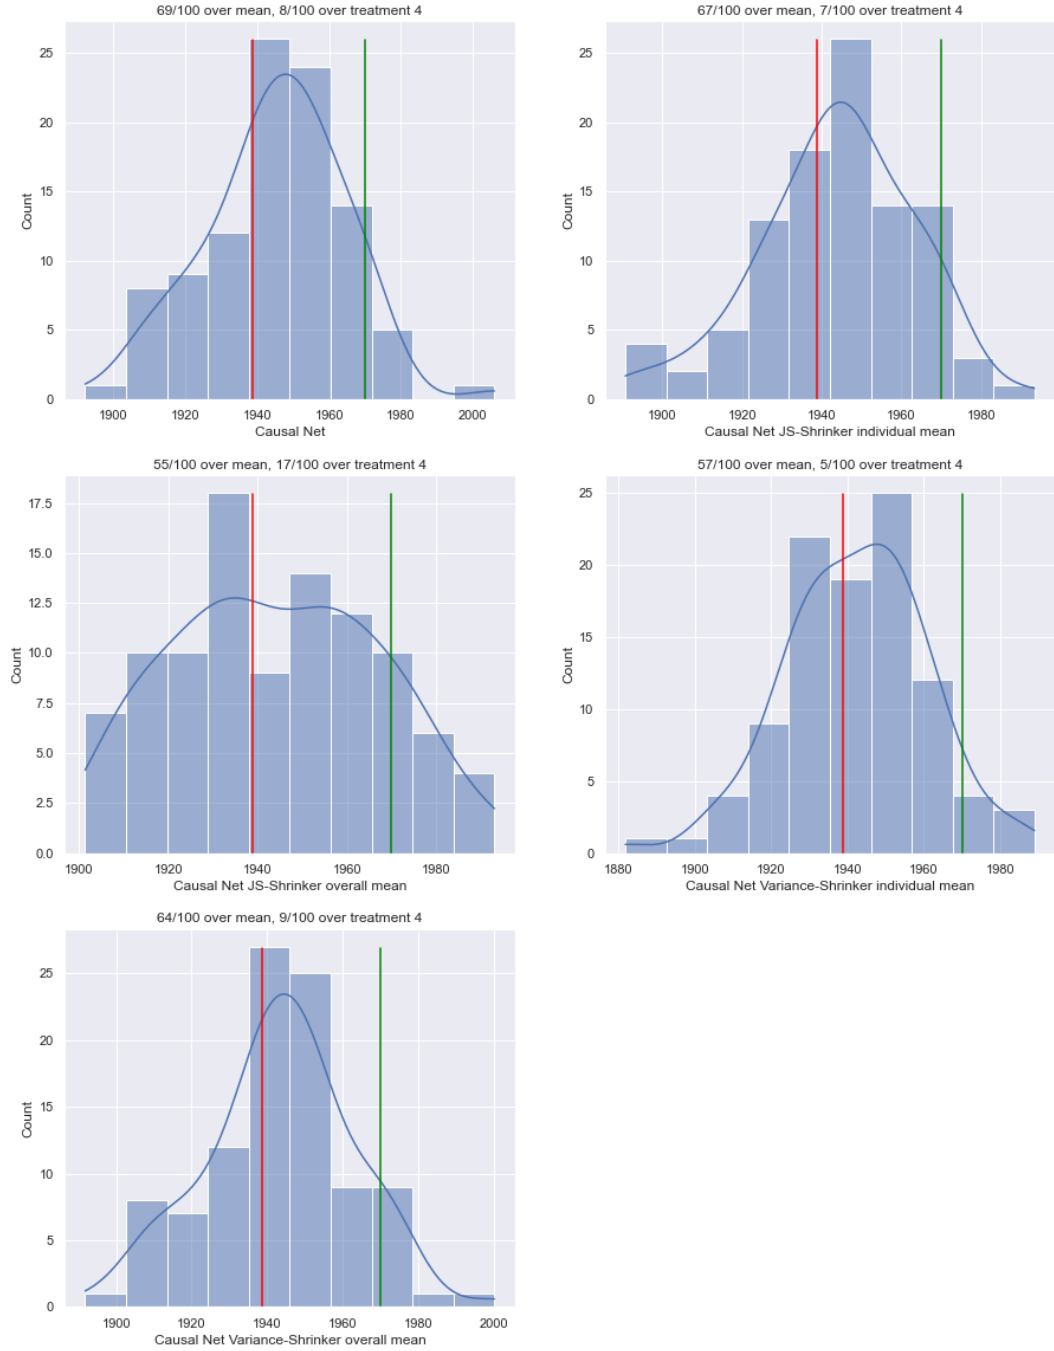 69/100 over mean, 8/100 over treatment 4
25
20
15
10
5
0
Count
1900 1920 1940 1960 1980 2000
Causal Net
67/100 over mean, 7/100 over treatment 4
25
20
15
10
5
0
Count
1900 1920 1940 1960 1980
Causal Net JS-Shrinker individual mean
55/100 over mean, 17/100 over treatment 4
17.5
15.0
12.5
10.0
7.5
5.0
2.5
0.0
Count
1900 1920 1940 1960 1980
Causal Net JS-Shrinker overall mean
57/100 over mean, 5/100 over treatment 4
25
20
15
10
5
0
Count
1880 1900 1920 1940 1960 1980
Causal Net Variance-Shrinker individual mean
64/100 over mean, 9/100 over treatment 4
25
20
15
10
5
0
Count
1900 1920 1940 1960 1980 2000
Causal Net Variance-Shrinker overall mean